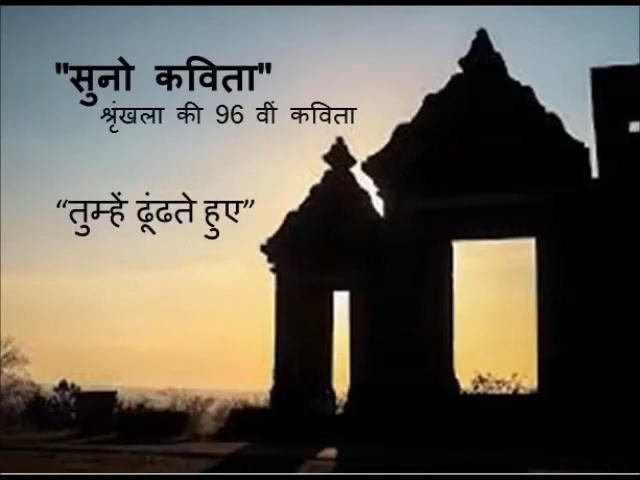 "सुनो कविता"
श्रृंखला की 96 वीं कविता
“तुम्हें ढूंढते हुए”